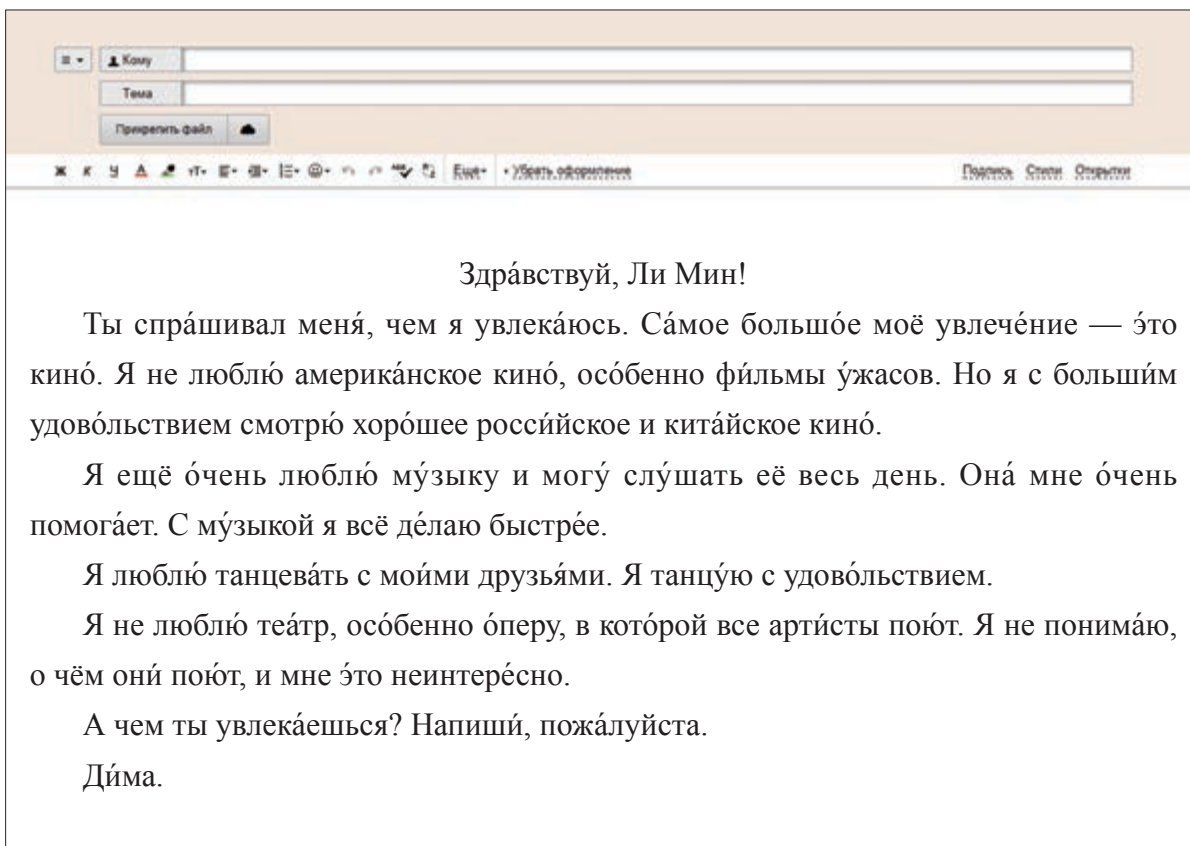 Кому
Тема
Прикрепить файл
Ж К У А тТ Ещё Убрать оформление Подпись Стили Открытки
Здра́вствуй, Ли Мин!
Ты спра́шивал меня́, чем я увлека́юсь. Са́мое большо́е моё увлече́ние — э́то
кино́. Я не люблю́ америка́нское кино́, осо́бенно фи́льмы у́жасов. Но я с больши́м
удово́льствием смотрю́ хоро́шее росси́йское и кита́йское кино́.
Я ещё о́чень люблю́ му́зыку и могу́ слу́шать её весь день. Она́ мне о́чень
помога́ет. С му́зыкой я всё де́лаю быстре́е.
Я люблю́ танцева́ть с мои́ми друзья́ми. Я танцу́ю с удово́льствием.
Я не люблю́ теа́тр, осо́бенно о́перу, в кото́рой все арти́сты пою́т. Я не понима́ю,
о чём они́ пою́т, и мне э́то неинтере́сно.
А чем ты увлека́ешься? Напиши́, пожа́луйста.
Ди́ма.